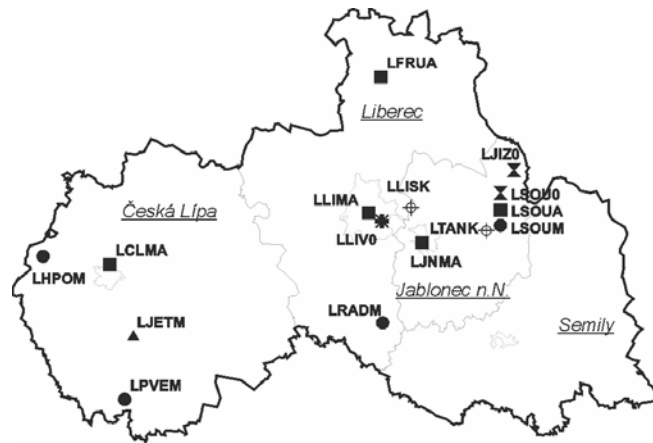 LFRUA
Liberec
LJIZ0
LLISK
LSOU0
LLIMA
LSOUA
Česká Lípa
LTANK
LSOUM
LLIV0
LCLMA
LJNMA
LHPOM
Jablonec n.N.
LRADM
LJETM
Semily
LPVEM